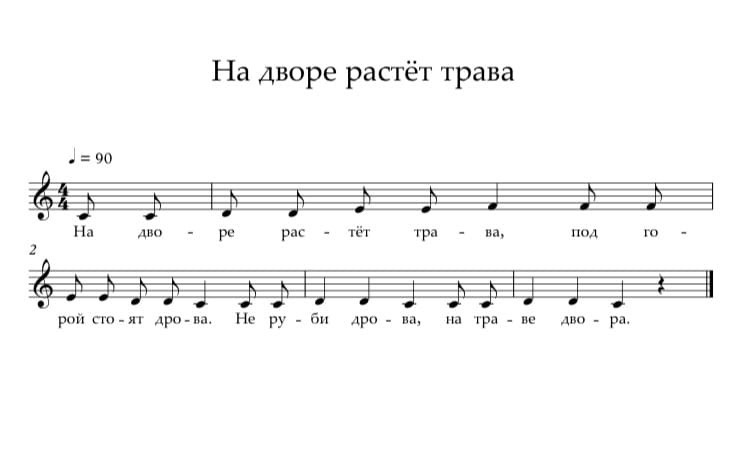 На дворе растёт трава
♩ = 90
4
4
На дво - ре рас - тёт тра - ва, под го -
2
рой сто - ят дро - ва. Не ру - би дро - ва, на тра - ве дво - ра.